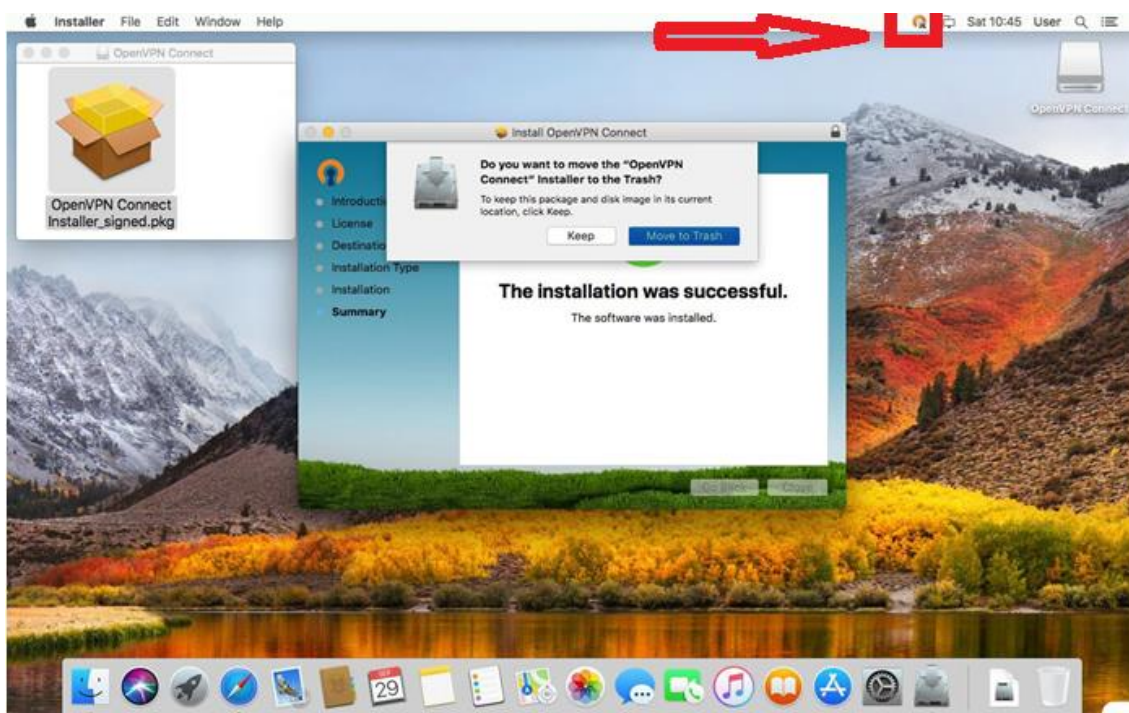 Installer File Edit Window Help
Sat 10:45 User
OpenVPN Connect
OpenVPN Connect
Installer_signed.pkg
OpenVPN Connect
Install OpenVPN Connect
Do you want to move the “OpenVPN
Connect” Installer to the Trash?
To keep this package and disk image in its current
location, click Keep.
Keep Move to Trash
License
Installation Type
Installation
Summary
The installation was successful.
The software was installed.
Go Back Close
29